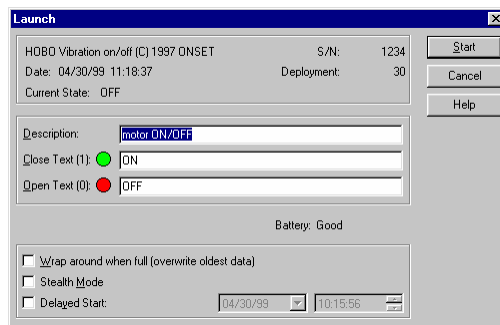 Launch
HOBO Vibration on/off (C) 1997 ONSET S/N: 1234
Date: 04/30/99 11:18:37 Deployment: 30
Current State: OFF
Start
Cancel
Help
Description: motor ON/OFF
Close Text (1): ON
Open Text (0): OFF
Battery: Good
Wrap around when full (overwrite oldest data)
Stealth Mode
Delayed Start: 04/30/99 10:15:56